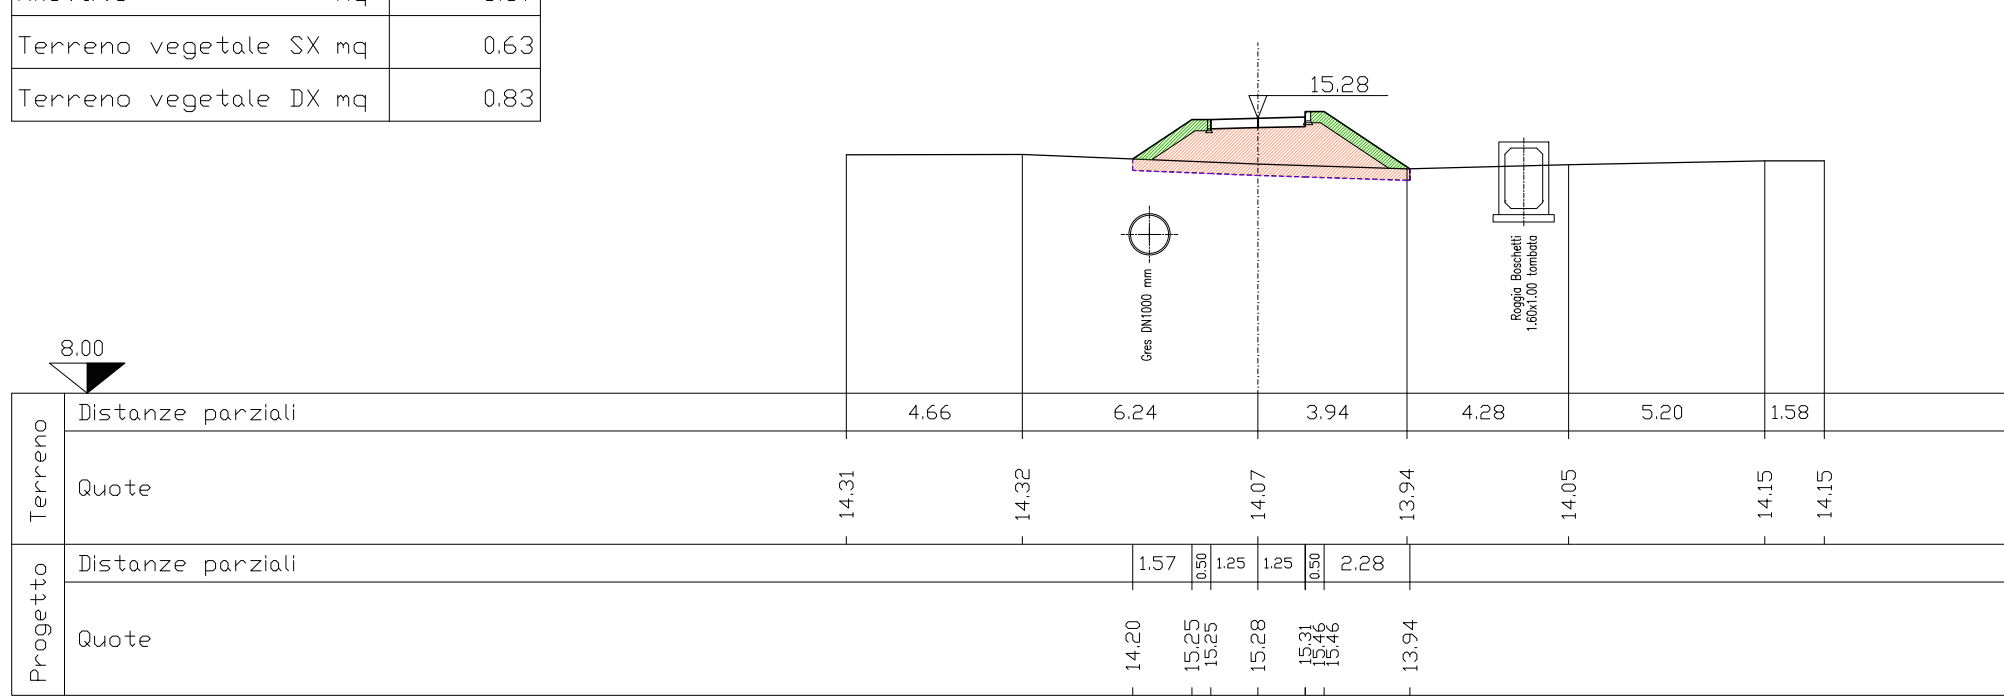 mq
Terreno vegetale SX mq 0.63
Terreno vegetale DX mq 0.83
15.28
Gres DN1000 mm
Roggia Boschetti
1.60x1.00 tombata
8.00
Terreno
Distanze parziali 4.66 6.24 3.94 4.28 5.20 1.58
Quote 14.31 14.32 14.07 13.94 14.05 14.15 14.15
Progetto
Distanze parziali 1.57 0.50 1.25 1.25 0.50 2.28
Quote 14.20 15.25 15.25 15.28 15.31 15.46 15.46 13.94